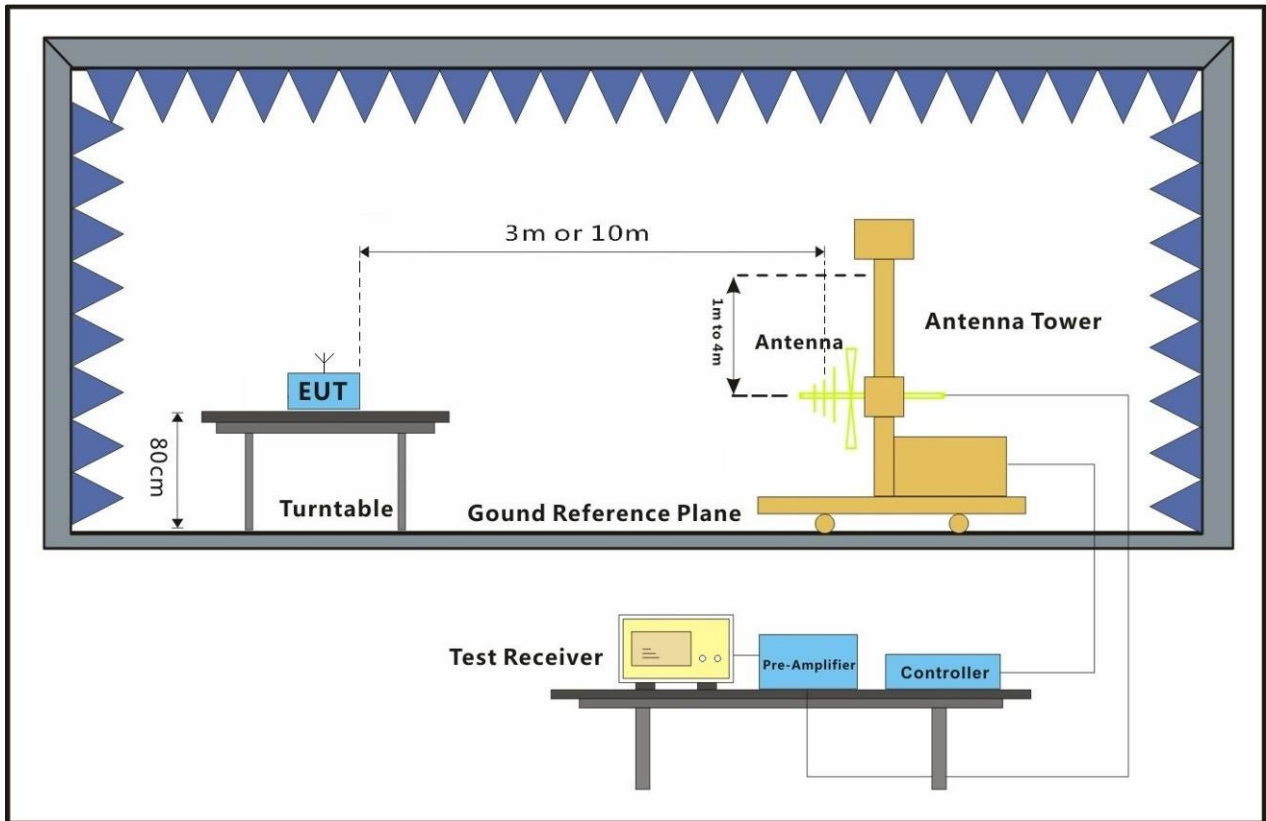 3m or 10m
1m to 4m
Antenna
Antenna Tower
EUT
80cm
Turntable
Gound Reference Plane
Test Receiver
Pre-Amplifier
Controller